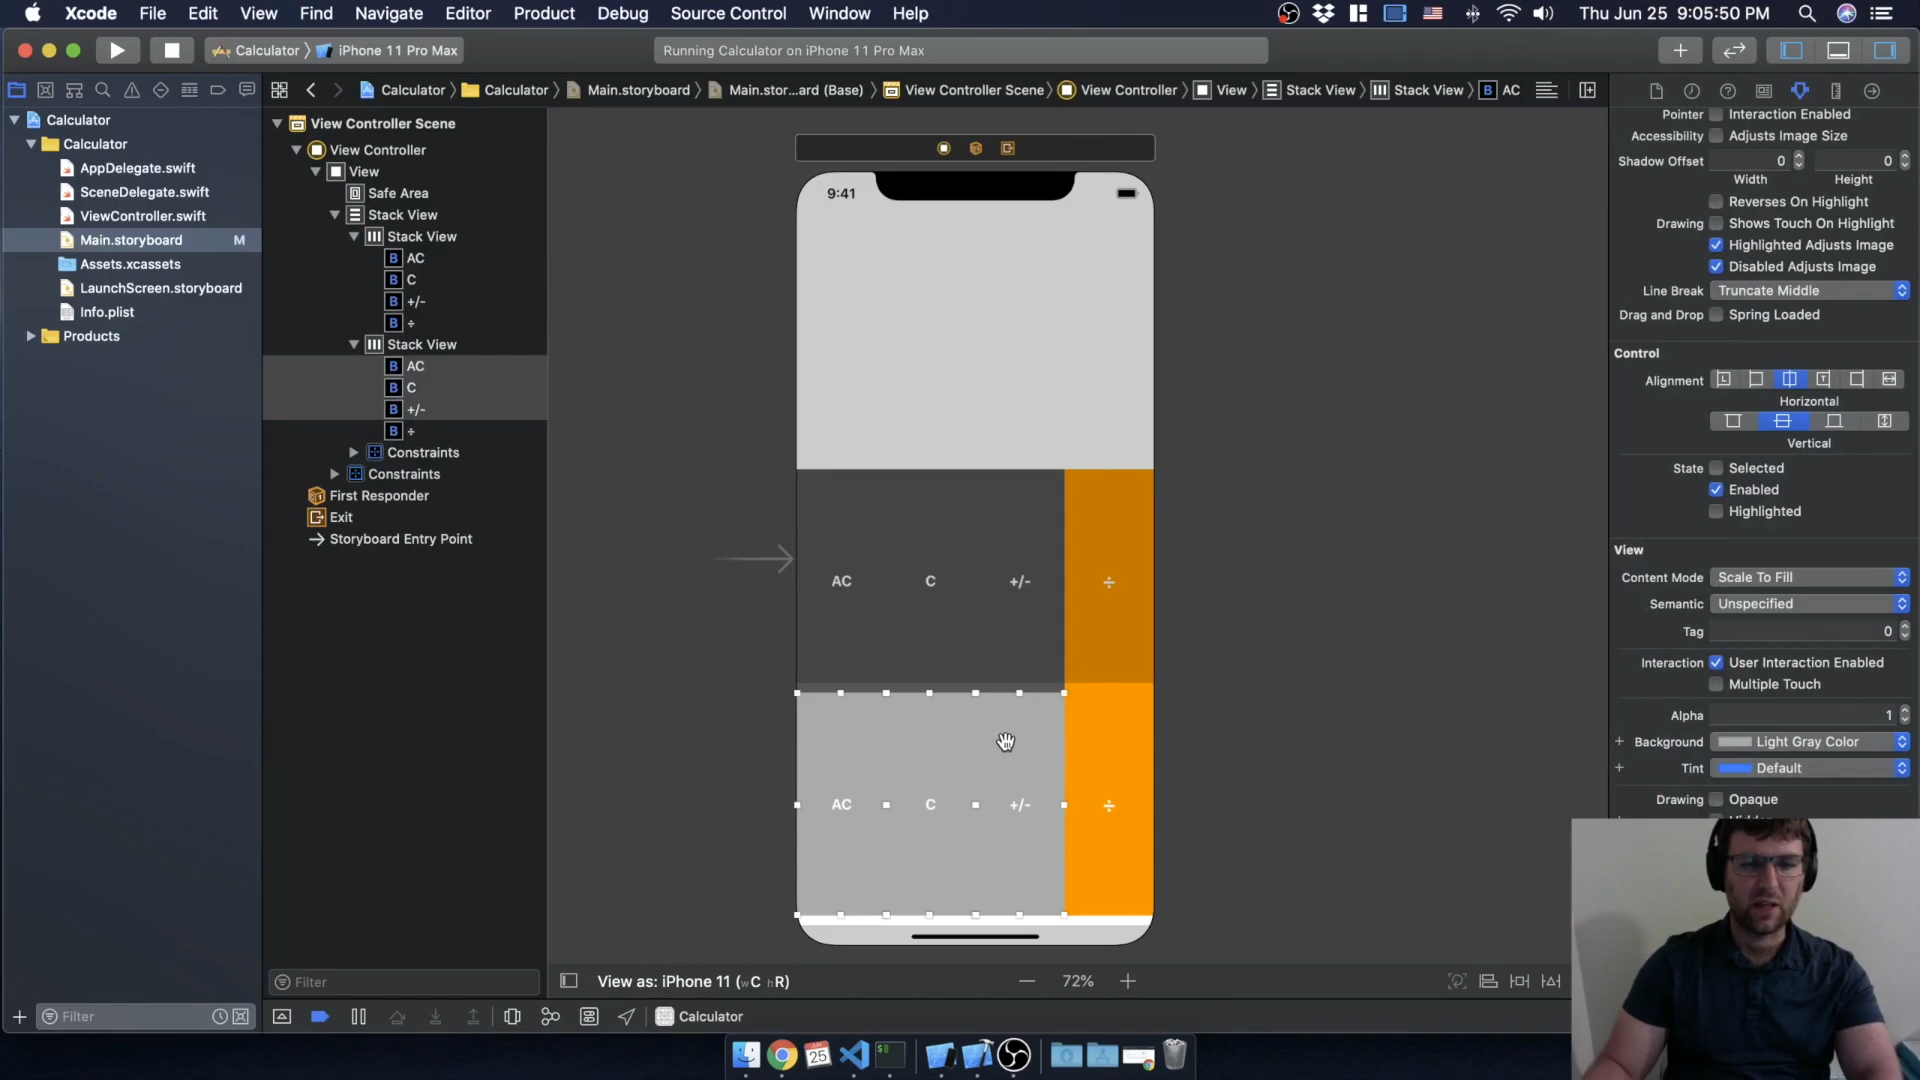 Xcode File Edit View Find Navigate Editor Product Debug Source Control Window Help
Thu Jun 25 9:05:50 PM
Calculator iPhone 11 Pro Max
Running Calculator on iPhone 11 Pro Max
Calculator Calculator Main.storyboard Main.stor...ard (Base) View Controller Scene View Controller View Stack View Stack View B AC
Calculator
Calculator
AppDelegate.swift
SceneDelegate.swift
ViewController.swift
Main.storyboard M
Assets.xcassets
LaunchScreen.storyboard
Info.plist
Products
Filter
View Controller Scene
View Controller
View
Safe Area
Stack View
Stack View
B AC
B C
B +/-
B ÷
Stack View
B AC
B C
B +/-
B ÷
Constraints
Constraints
First Responder
Exit
Storyboard Entry Point
Filter
9:41
AC C +/- ÷
AC C +/- ÷
View as: iPhone 11 (wC hR)
72%
Calculator
Pointer Interaction Enabled
Accessibility Adjusts Image Size
Shadow Offset 0 0
Width Height
Reverses On Highlight
Drawing Shows Touch On Highlight
Highlighted Adjusts Image
Disabled Adjusts Image
Line Break Truncate Middle
Drag and Drop Spring Loaded
Control
Alignment
Horizontal
Vertical
State Selected
Enabled
Highlighted
View
Content Mode Scale To Fill
Semantic Unspecified
Tag 0
Interaction User Interaction Enabled
Multiple Touch
Alpha 1
+ Background Light Gray Color
+ Tint Default
Drawing Opaque
25